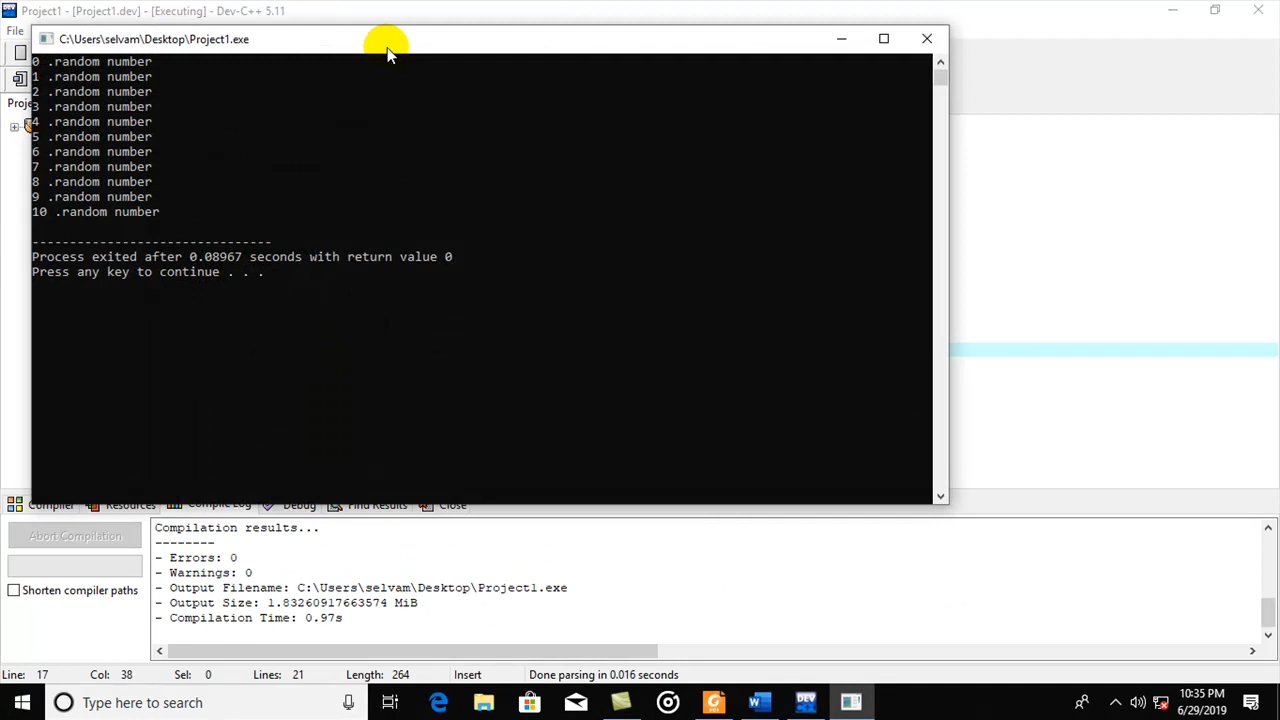 Project1 - [Project1.dev] - [Executing] - Dev-C++ 5.11
File
C:\Users\selvam\Desktop\Project1.exe
0 .random number
1 .random number
2 .random number
3 .random number
4 .random number
5 .random number
6 .random number
7 .random number
8 .random number
9 .random number
10 .random number
--------------------------------
Process exited after 0.08967 seconds with return value 0
Press any key to continue . . .
Proje
Compiler Resources Compile Log Debug Find Results Close
Abort Compilation
Shorten compiler paths
Compilation results...
--------
- Errors: 0
- Warnings: 0
- Output Filename: C:\Users\selvam\Desktop\Project1.exe
- Output Size: 1.83260917663574 MiB
- Compilation Time: 0.97s
Line: 17 Col: 38 Sel: 0 Lines: 21 Length: 264 Insert Done parsing in 0.016 seconds
Type here to search
10:35 PM
6/29/2019